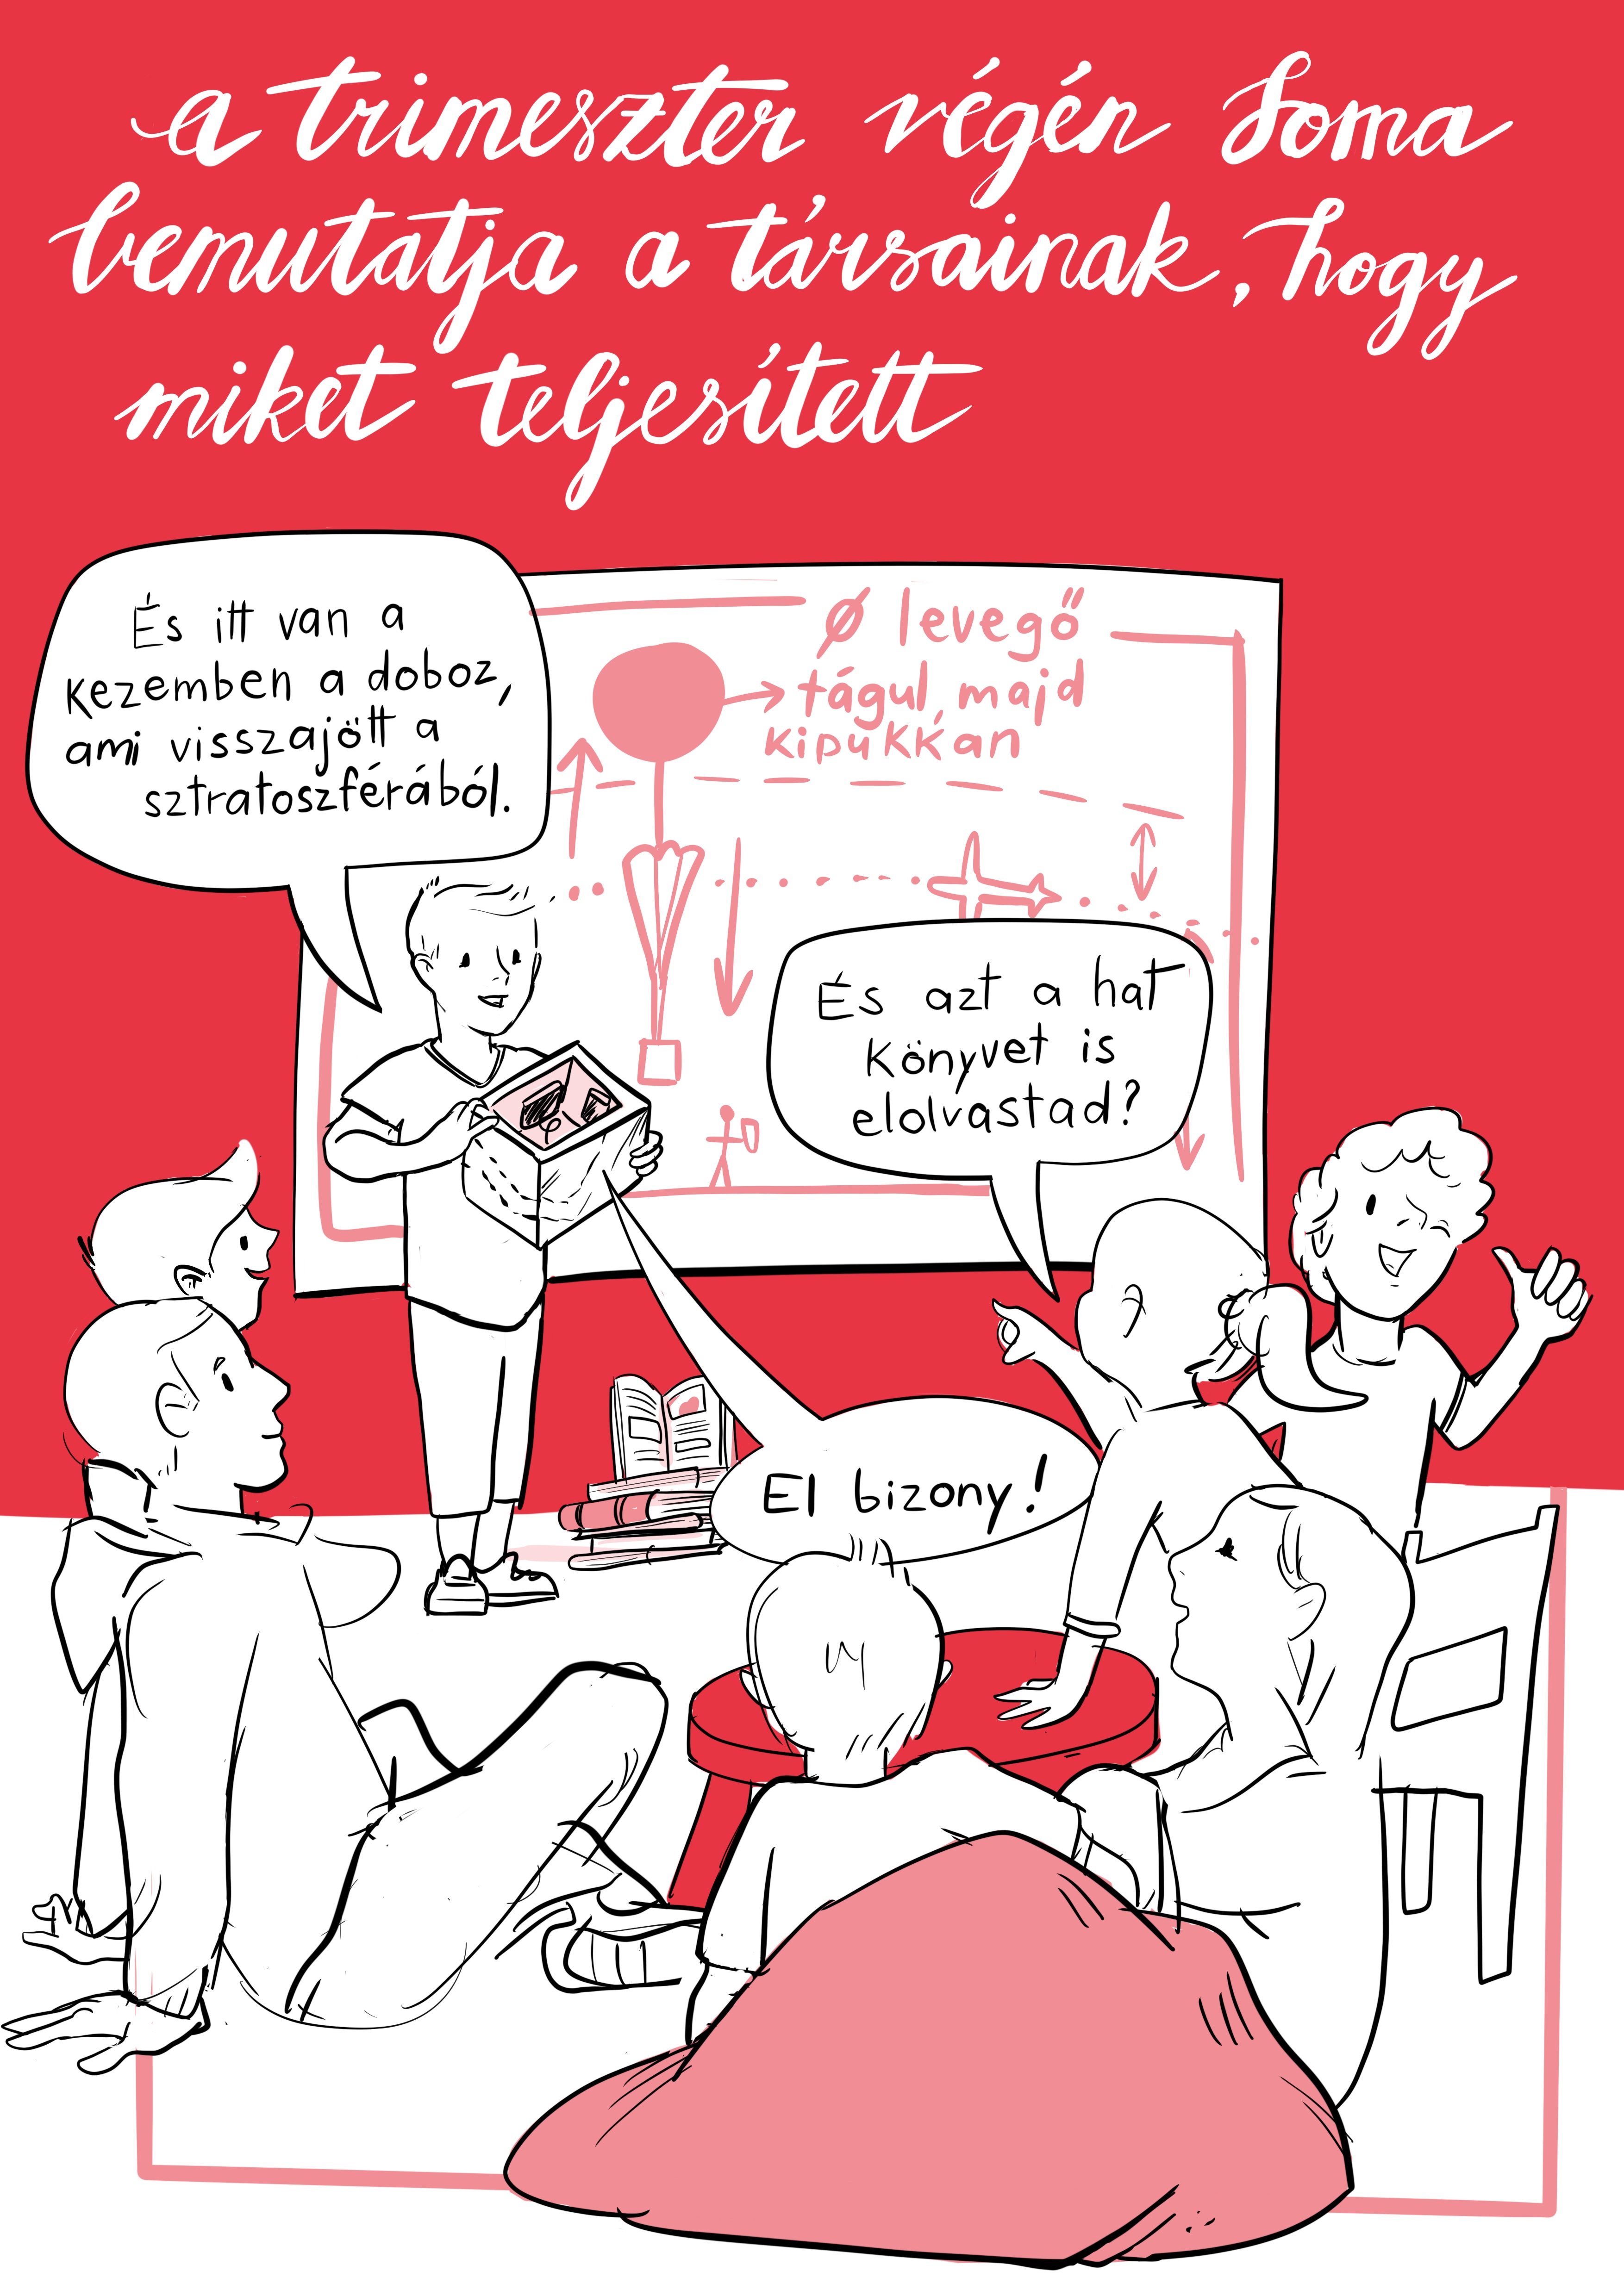 a trimeszter végén Soma
bemutatja a társainak, hogy
miket teljesített
És itt van a
kezemben a doboz,
ami visszajött a
sztratoszférából.
Ø levegő
tágul, majd
kipukkan
És azt a hat
könyvet is
elolvastad?
El bizony!